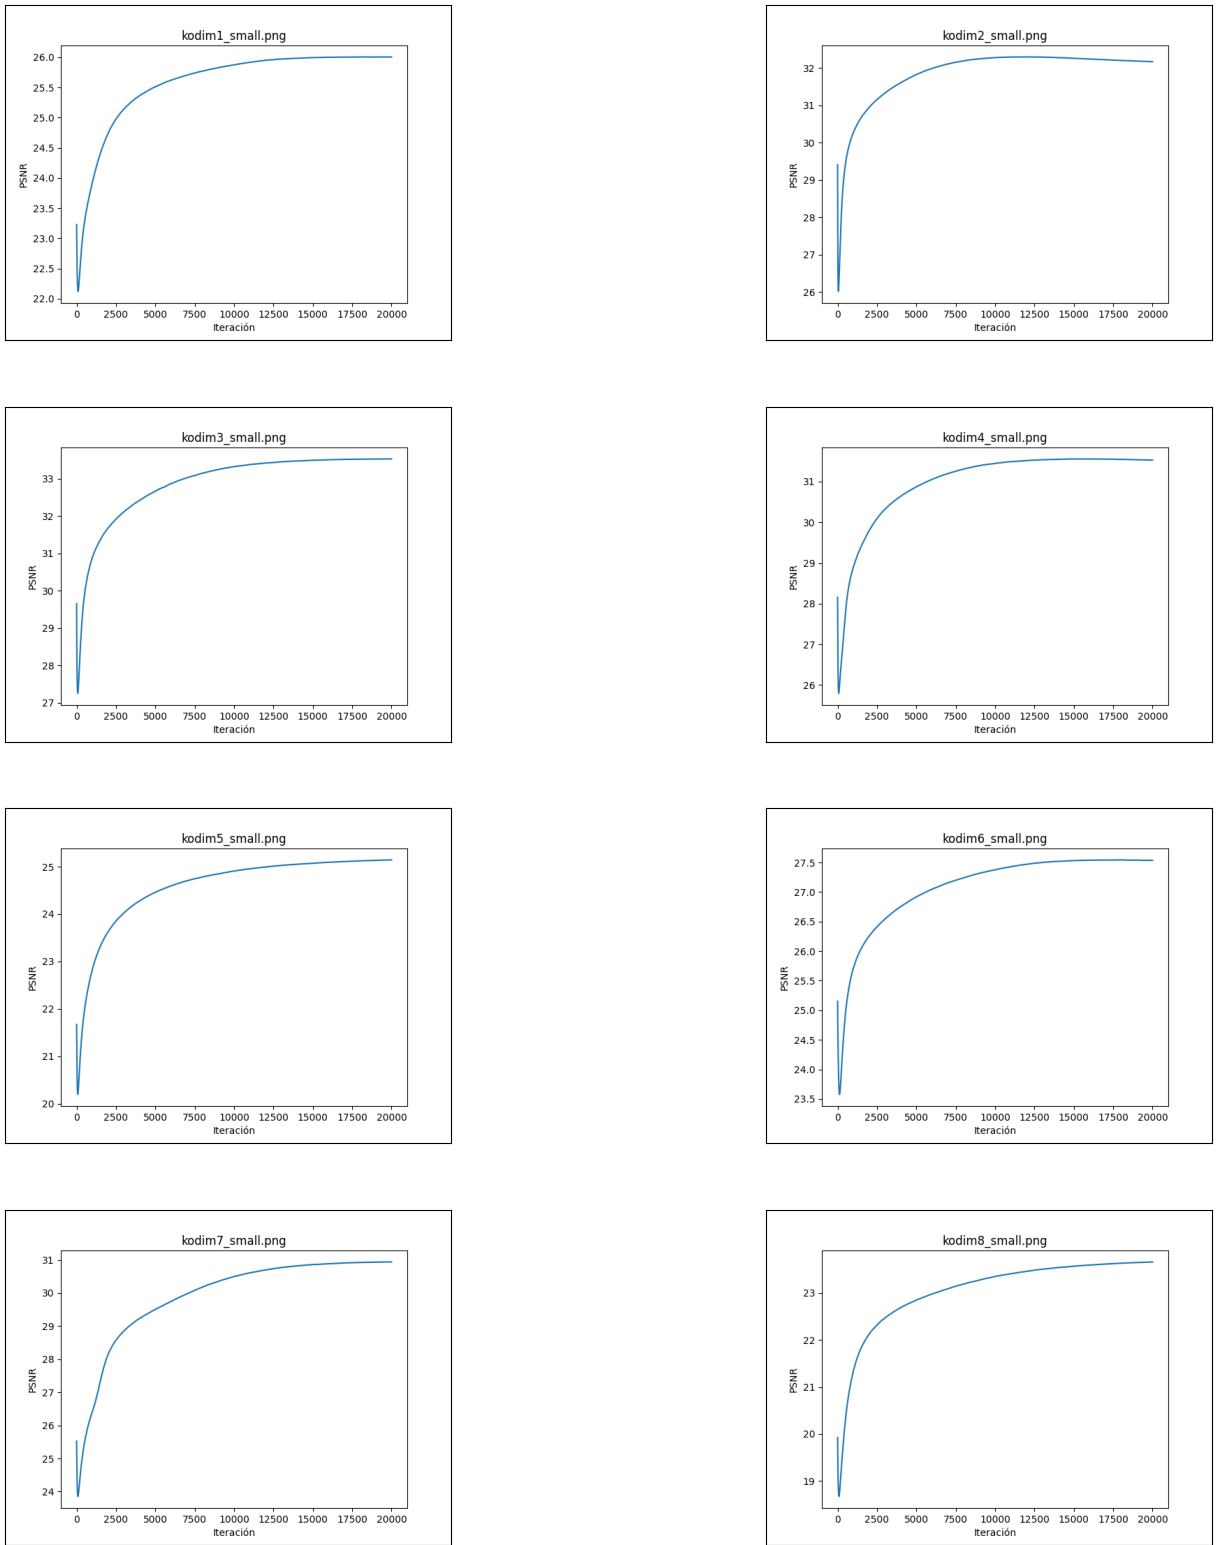 kodim1_small.png
26.0
25.5
25.0
24.5
24.0
23.5
23.0
22.5
22.0
PSNR
0 2500 5000 7500 10000 12500 15000 17500 20000
Iteración
kodim2_small.png
32
31
30
29
28
27
26
PSNR
0 2500 5000 7500 10000 12500 15000 17500 20000
Iteración
kodim3_small.png
33
32
31
30
29
28
27
PSNR
0 2500 5000 7500 10000 12500 15000 17500 20000
Iteración
kodim4_small.png
31
30
29
28
27
26
PSNR
0 2500 5000 7500 10000 12500 15000 17500 20000
Iteración
kodim5_small.png
25
24
23
22
21
20
PSNR
0 2500 5000 7500 10000 12500 15000 17500 20000
Iteración
kodim6_small.png
27.5
27.0
26.5
26.0
25.5
25.0
24.5
24.0
23.5
PSNR
0 2500 5000 7500 10000 12500 15000 17500 20000
Iteración
kodim7_small.png
31
30
29
28
27
26
25
24
PSNR
0 2500 5000 7500 10000 12500 15000 17500 20000
Iteración
kodim8_small.png
23
22
21
20
19
PSNR
0 2500 5000 7500 10000 12500 15000 17500 20000
Iteración